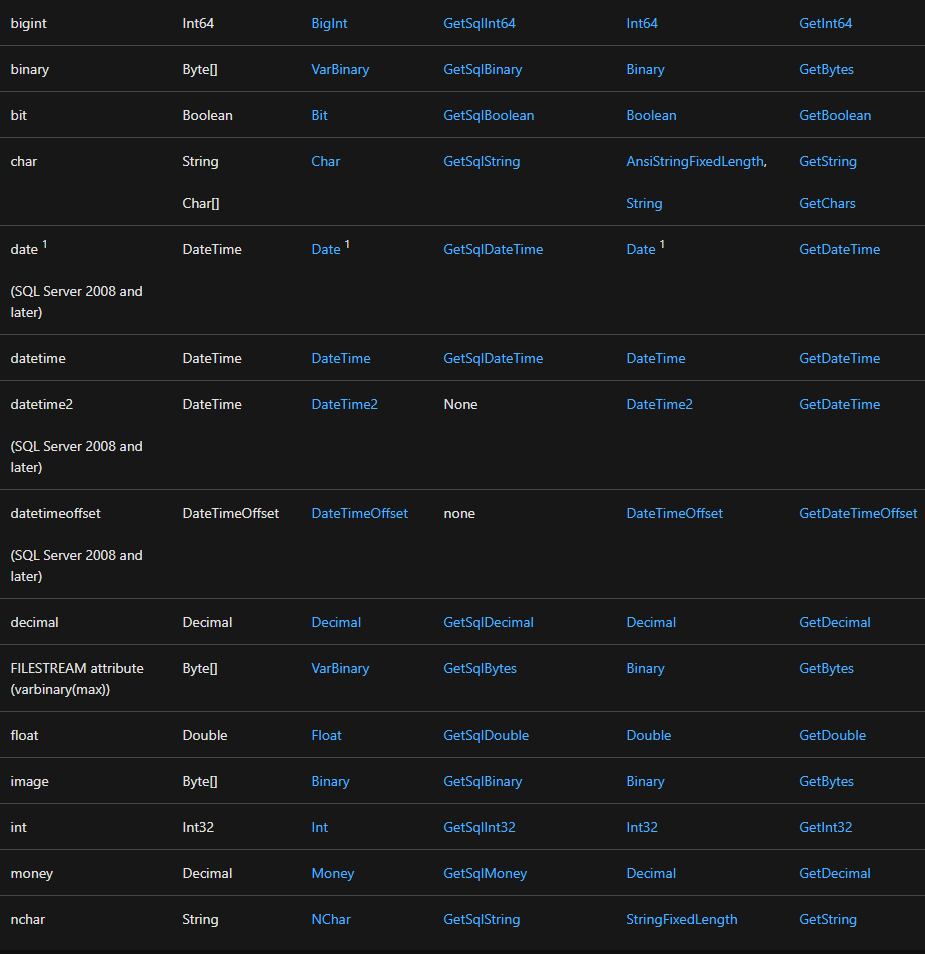 bigint Int64 BigInt GetSqlInt64 Int64 GetInt64
binary Byte[] VarBinary GetSqlBinary Binary GetBytes
bit Boolean Bit GetSqlBoolean Boolean GetBoolean
char String Char GetSqlString AnsiStringFixedLength, GetString
Char[] String GetChars
date 1 DateTime Date 1 GetSqlDateTime Date 1 GetDateTime
(SQL Server 2008 and
later)
datetime DateTime DateTime GetSqlDateTime DateTime GetDateTime
datetime2 DateTime DateTime2 None DateTime2 GetDateTime
(SQL Server 2008 and
later)
datetimeoffset DateTimeOffset DateTimeOffset none DateTimeOffset GetDateTimeOffset
(SQL Server 2008 and
later)
decimal Decimal Decimal GetSqlDecimal Decimal GetDecimal
FILESTREAM attribute Byte[] VarBinary GetSqlBytes Binary GetBytes
(varbinary(max))
float Double Float GetSqlDouble Double GetDouble
image Byte[] Binary GetSqlBinary Binary GetBytes
int Int32 Int GetSqlInt32 Int32 GetInt32
money Decimal Money GetSqlMoney Decimal GetDecimal
nchar String NChar GetSqlString StringFixedLength GetString